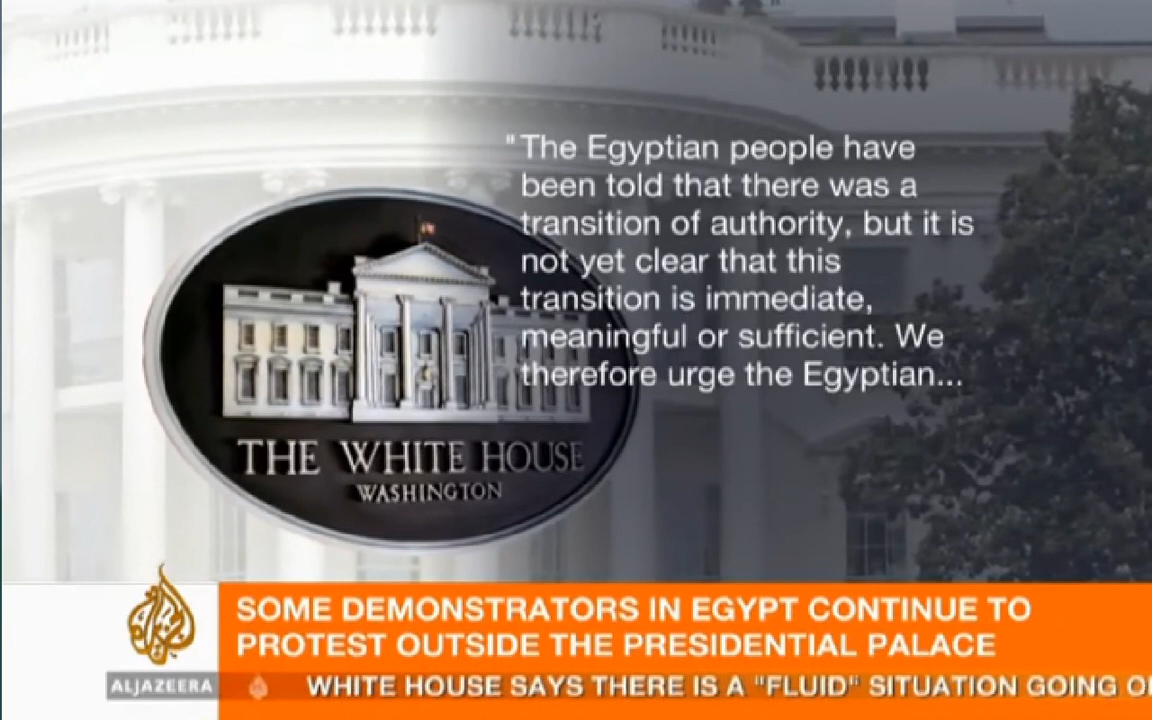 "The Egyptian people have
been told that there was a
transition of authority, but it is
not yet clear that this
transition is immediate,
meaningful or sufficient. We
therefore urge the Egyptian...
THE WHITE HOUSE
WASHINGTON
SOME DEMONSTRATORS IN EGYPT CONTINUE TO
PROTEST OUTSIDE THE PRESIDENTIAL PALACE
ALJAZEERA
WHITE HOUSE SAYS THERE IS A "FLUID" SITUATION GOING